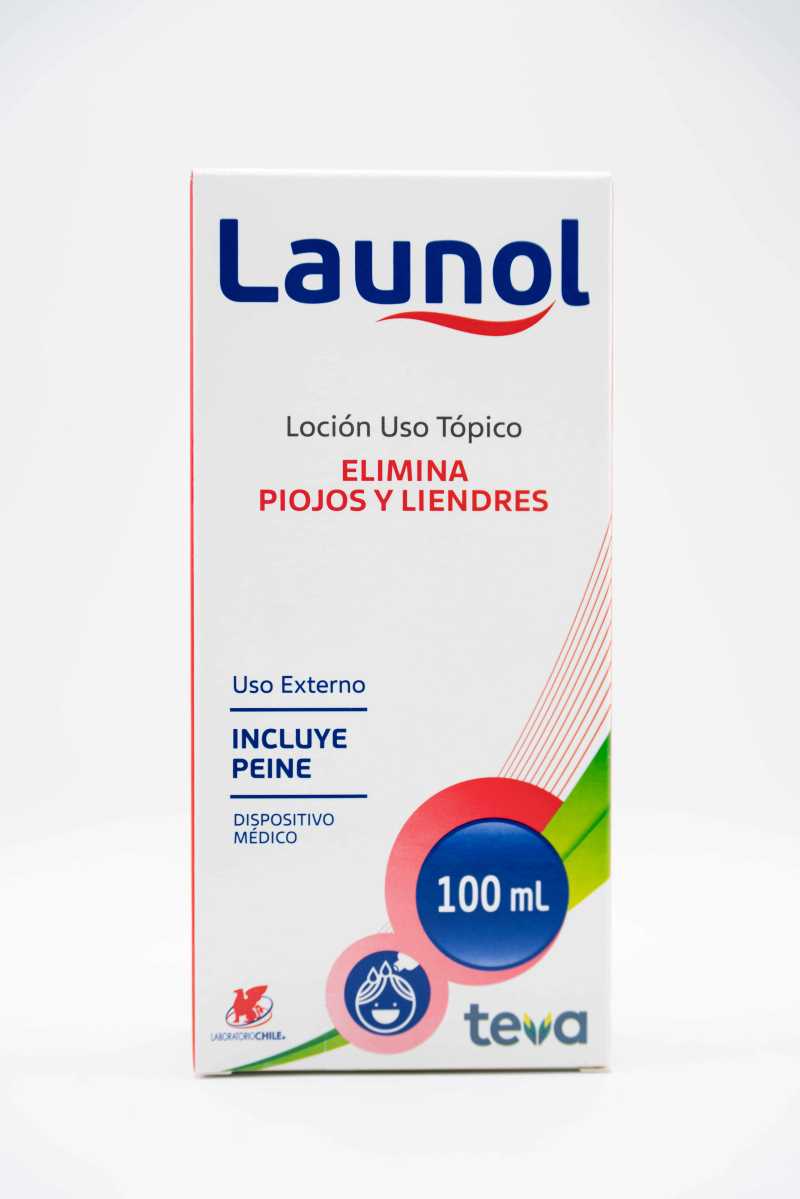 Launol
Loción Uso Tópico
ELIMINA
PIOJOS Y LIENDRES
Uso Externo
INCLUYE
PEINE
DISPOSITIVO
MÉDICO
100 mL
LABORATORIOCHILE
teva